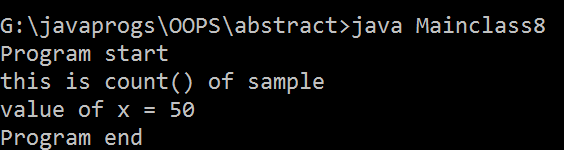 G:\javaprogs\OOPS\abstract>java Mainclass8
Program start
this is count() of sample
value of x = 50
Program end